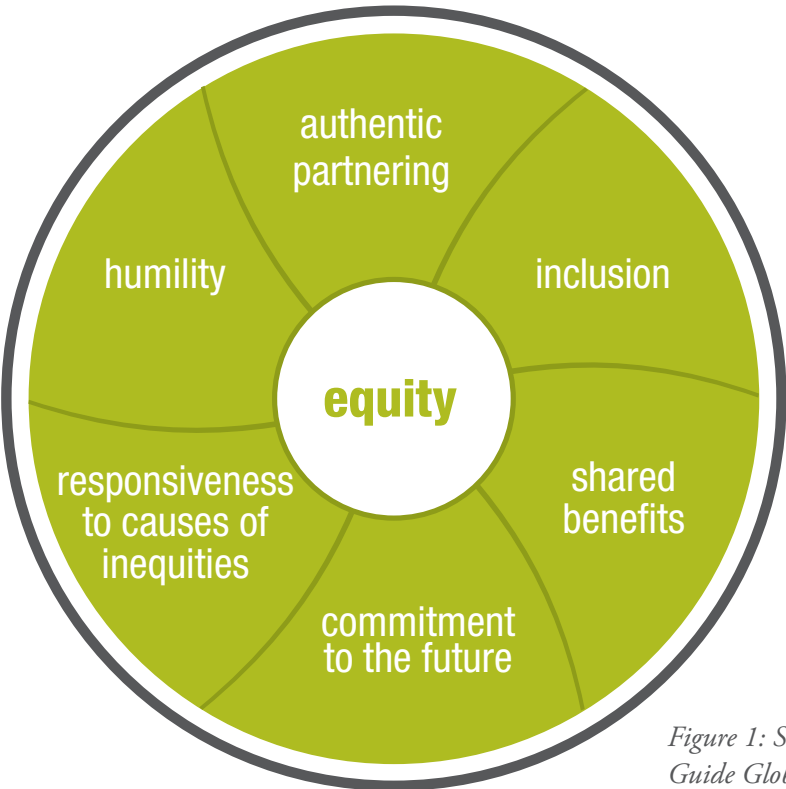 authentic
partnering
humility
inclusion
equity
responsiveness
to causes of
inequities
shared
benefits
commitment
to the future
Figure 1:
Guide